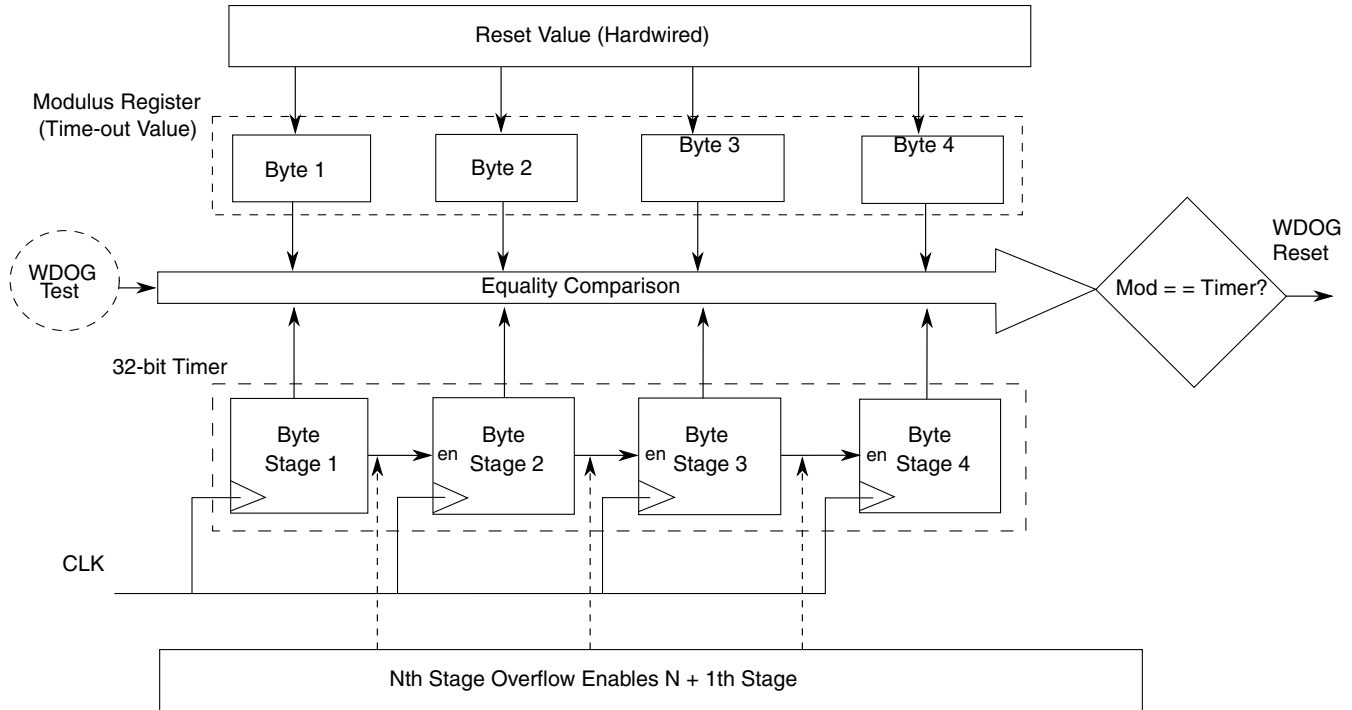 Reset Value (Hardwired)
Modulus Register
(Time-out Value)
Byte 1
Byte 2
Byte 3
Byte 4
WDOG
Test
Equality Comparison
Mod = = Timer?
WDOG
Reset
32-bit Timer
Byte
Stage 1
en
Byte
Stage 2
en
Byte
Stage 3
en
Byte
Stage 4
CLK
Nth Stage Overflow Enables N + 1th Stage